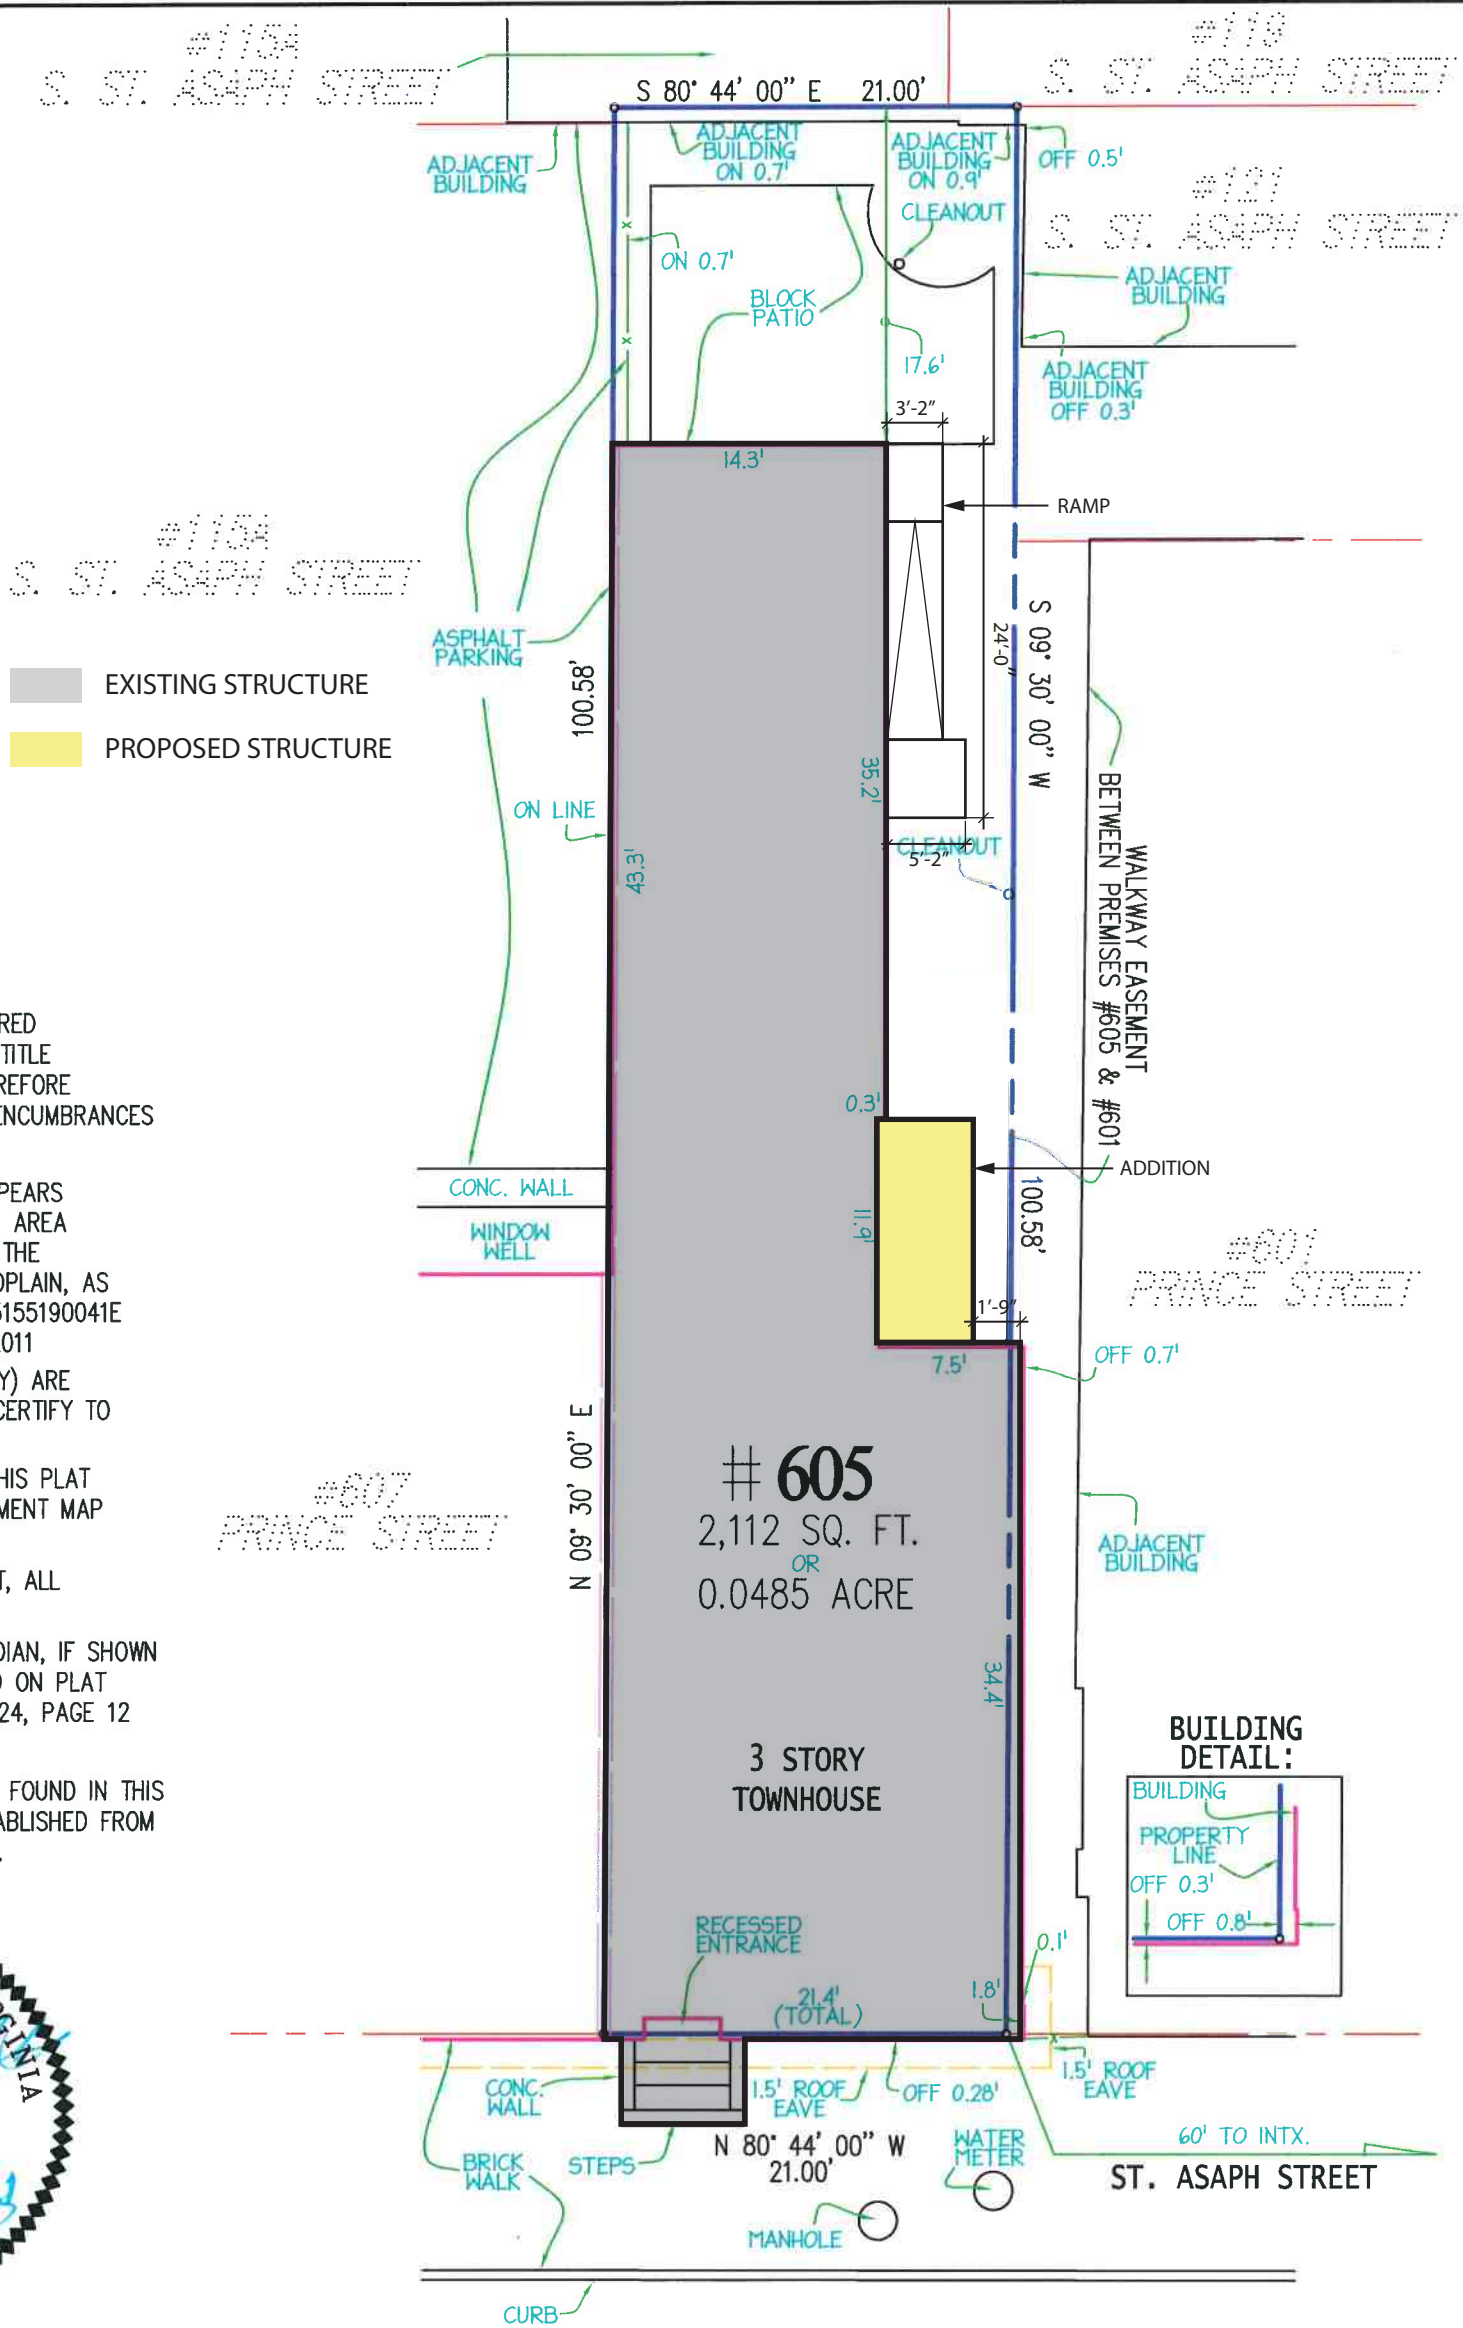 #115A
S. ST. ASAPH STREET
#119
S. ST. ASAPH STREET
S 80° 44' 00" E 21.00'
ADJACENT
BUILDING
ADJACENT
BUILDING
ON 0.7'
ADJACENT
BUILDING
ON 0.9'
OFF 0.5'
#121
S. ST. ASAPH STREET
CLEANOUT
ON 0.7'
BLOCK
PATIO
ADJACENT
BUILDING
17.6'
ADJACENT
BUILDING
OFF 0.3'
3'-2"
14.3'
RAMP
#115A
S. ST. ASAPH STREET
ASPHALT
PARKING
100.58'
24'-0"
S 09° 30' 00" W
EXISTING STRUCTURE
PROPOSED STRUCTURE
ON LINE
43.3'
35.2'
CLEANOUT
5'-2"
WALKWAY EASEMENT
BETWEEN PREMISES #605 & #601
RED
TITLE
REFORE
ENCUMBRANCES
0.3'
ADDITION
100.58'
PEARS
AREA
THE
OPLAIN, AS
5155190041E
011
Y) ARE
CERTIFY TO
HIS PLAT
MENT MAP
T, ALL
DIAN, IF SHOWN
ON PLAT
24, PAGE 12
FOUND IN THIS
ABLISHED FROM
CONC. WALL
WINDOW
WELL
11.9'
1'-9"
7.5'
OFF 0.7'
#601
PRINCE STREET
N 09° 30' 00" E
#607
PRINCE STREET
# 605
2,112 SQ. FT.
OR
0.0485 ACRE
ADJACENT
BUILDING
34.4'
3 STORY
TOWNHOUSE
BUILDING
DETAIL:
BUILDING
PROPERTY
LINE
OFF 0.3'
OFF 0.8'
RECESSED
ENTRANCE
21.4'
(TOTAL)
1.8'
0.1'
CONC.
WALL
1.5' ROOF
EAVE
OFF 0.28'
1.5' ROOF
EAVE
BRICK
WALK
STEPS
N 80° 44' 00" W
21.00'
WATER
METER
60' TO INTX.
ST. ASAPH STREET
MANHOLE
CURB
GINIA